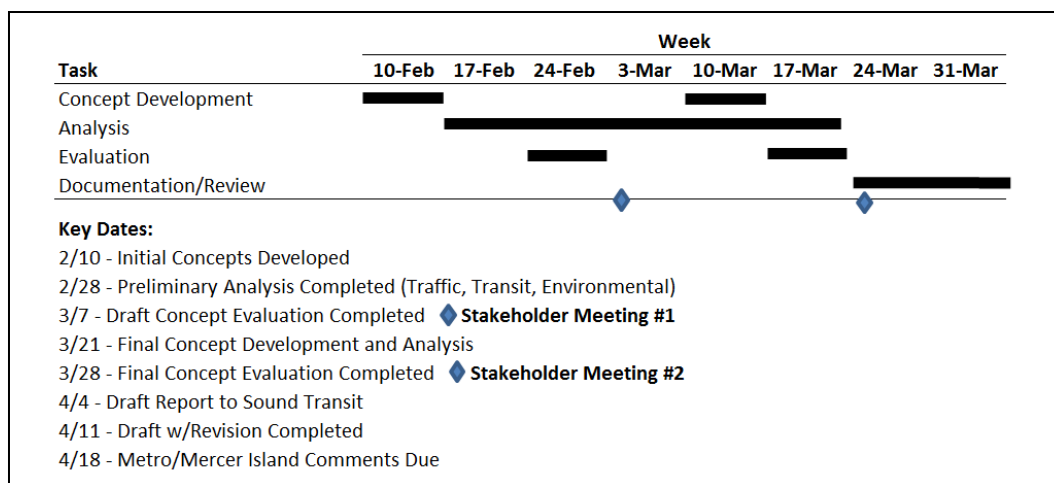 Week
Task 10-Feb 17-Feb 24-Feb 3-Mar 10-Mar 17-Mar 24-Mar 31-Mar
Concept Development
Analysis
Evaluation
Documentation/Review
Key Dates:
2/10 - Initial Concepts Developed
2/28 - Preliminary Analysis Completed (Traffic, Transit, Environmental)
3/7 - Draft Concept Evaluation Completed Stakeholder Meeting #1
3/21 - Final Concept Development and Analysis
3/28 - Final Concept Evaluation Completed Stakeholder Meeting #2
4/4 - Draft Report to Sound Transit
4/11 - Draft w/Revision Completed
4/18 - Metro/Mercer Island Comments Due